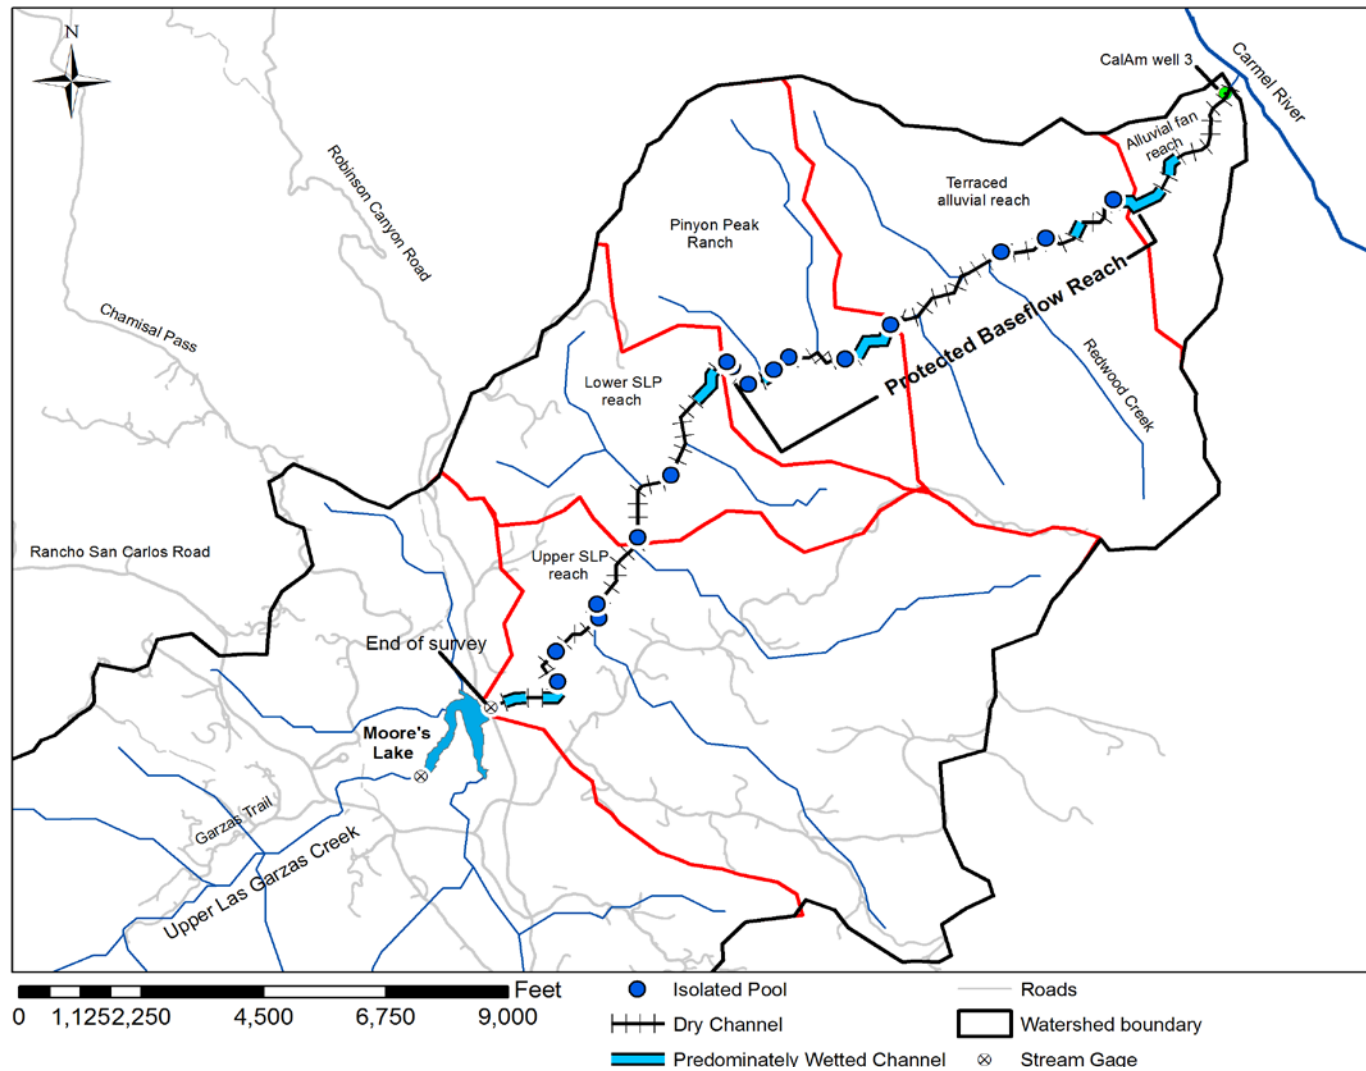 N
CalAm well 3
Carmel River
Robinson Canyon Road
Alluvial fan
reach
Terraced
alluvial reach
Pinyon Peak
Ranch
Protected Baseflow Reach
Chamisal Pass
Redwood Creek
Lower SLP
reach
Rancho San Carlos Road
Upper SLP
reach
End of survey
Moore's
Lake
Garzas Trail
Upper Las Garzas Creek
Feet
0 1,1252,250 4,500 6,750 9,000
Isolated Pool
Dry Channel
Predominately Wetted Channel
Roads
Watershed boundary
Stream Gage